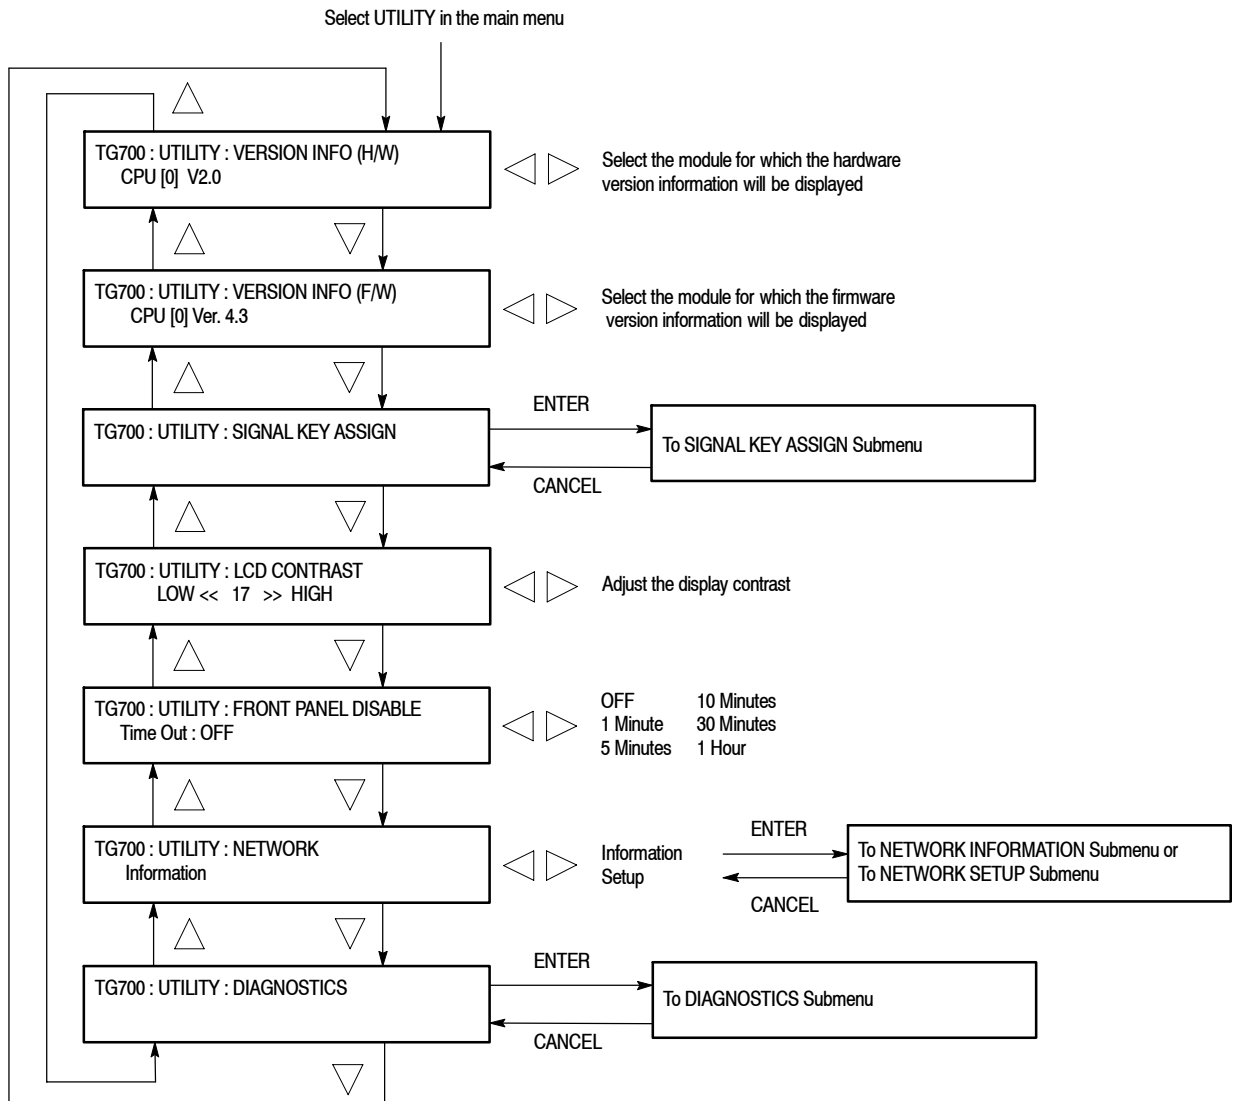 Select UTILITY in the main menu
TG700 : UTILITY : VERSION INFO (H/W)
CPU [0] V2.0
Select the module for which the hardware
version information will be displayed
TG700 : UTILITY : VERSION INFO (F/W)
CPU [0] Ver. 4.3
Select the module for which the firmware
version information will be displayed
TG700 : UTILITY : SIGNAL KEY ASSIGN
ENTER
CANCEL
To SIGNAL KEY ASSIGN Submenu
TG700 : UTILITY : LCD CONTRAST
LOW << 17 >> HIGH
Adjust the display contrast
TG700 : UTILITY : FRONT PANEL DISABLE
Time Out : OFF
OFF 10 Minutes
1 Minute 30 Minutes
5 Minutes 1 Hour
TG700 : UTILITY : NETWORK
Information
Information
Setup
ENTER
CANCEL
To NETWORK INFORMATION Submenu or
To NETWORK SETUP Submenu
TG700 : UTILITY : DIAGNOSTICS
ENTER
CANCEL
To DIAGNOSTICS Submenu